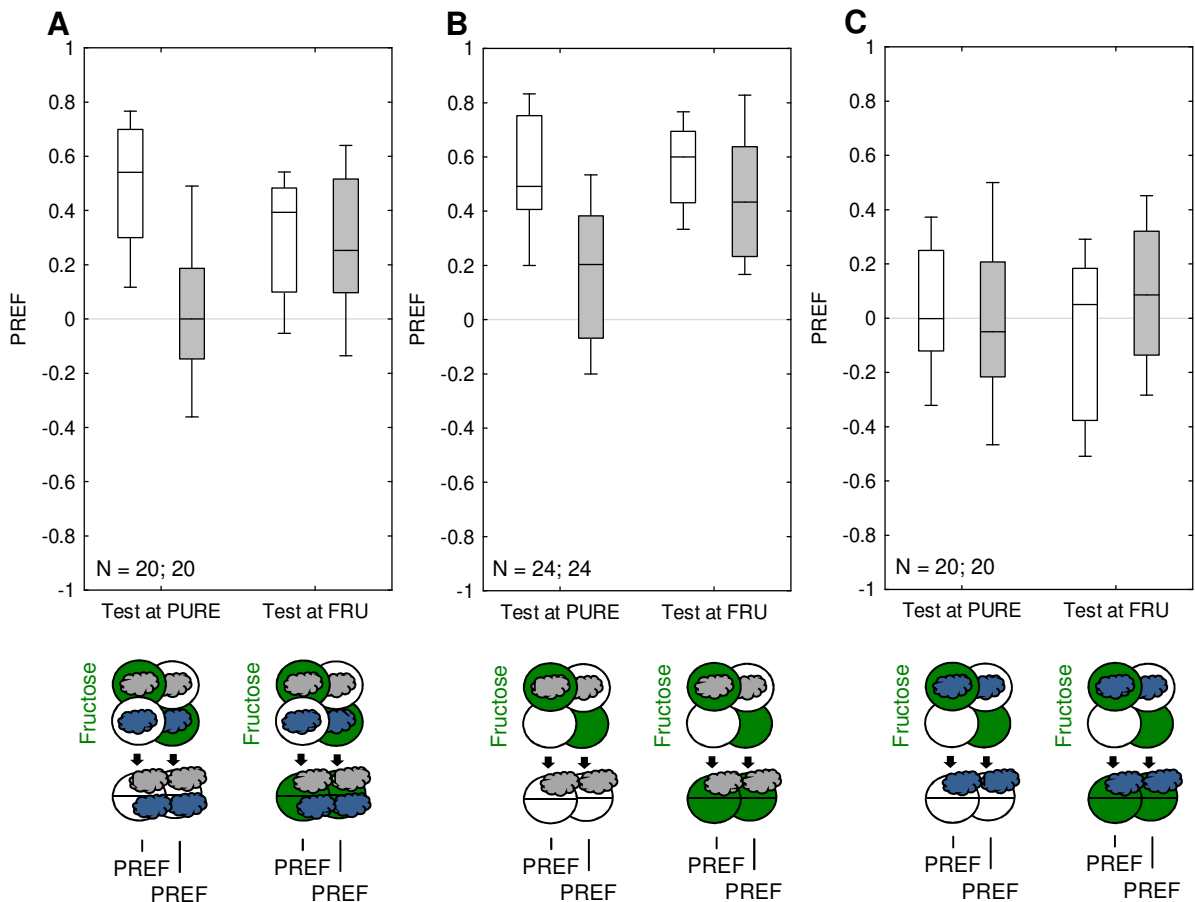 A
1
0.8
0.6
0.4
0.2
0
-0.2
-0.4
-0.6
-0.8
-1
PREF
N = 20; 20
Test at PURE
Test at FRU
Fructose
Fructose
PREF
PREF
PREF
PREF
B
1
0.8
0.6
0.4
0.2
0
-0.2
-0.4
-0.6
-0.8
-1
PREF
N = 24; 24
Test at PURE
Test at FRU
Fructose
Fructose
PREF
PREF
PREF
PREF
C
1
0.8
0.6
0.4
0.2
0
-0.2
-0.4
-0.6
-0.8
-1
PREF
N = 20; 20
Test at PURE
Test at FRU
Fructose
Fructose
PREF
PREF
PREF
PREF